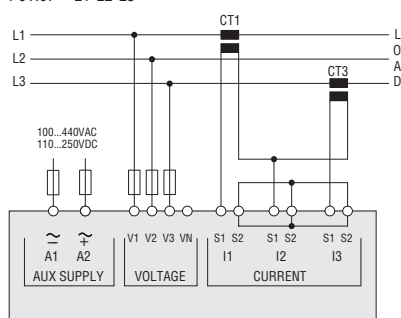 CT1
L1
L
L2
O
CT3
A
L3
D
100...440VAC
110...250VDC
V1 V2 V3 VN S1 S2 S1 S2 S1 S2
A1 A2 I1 I2 I3
AUX SUPPLY VOLTAGE CURRENT